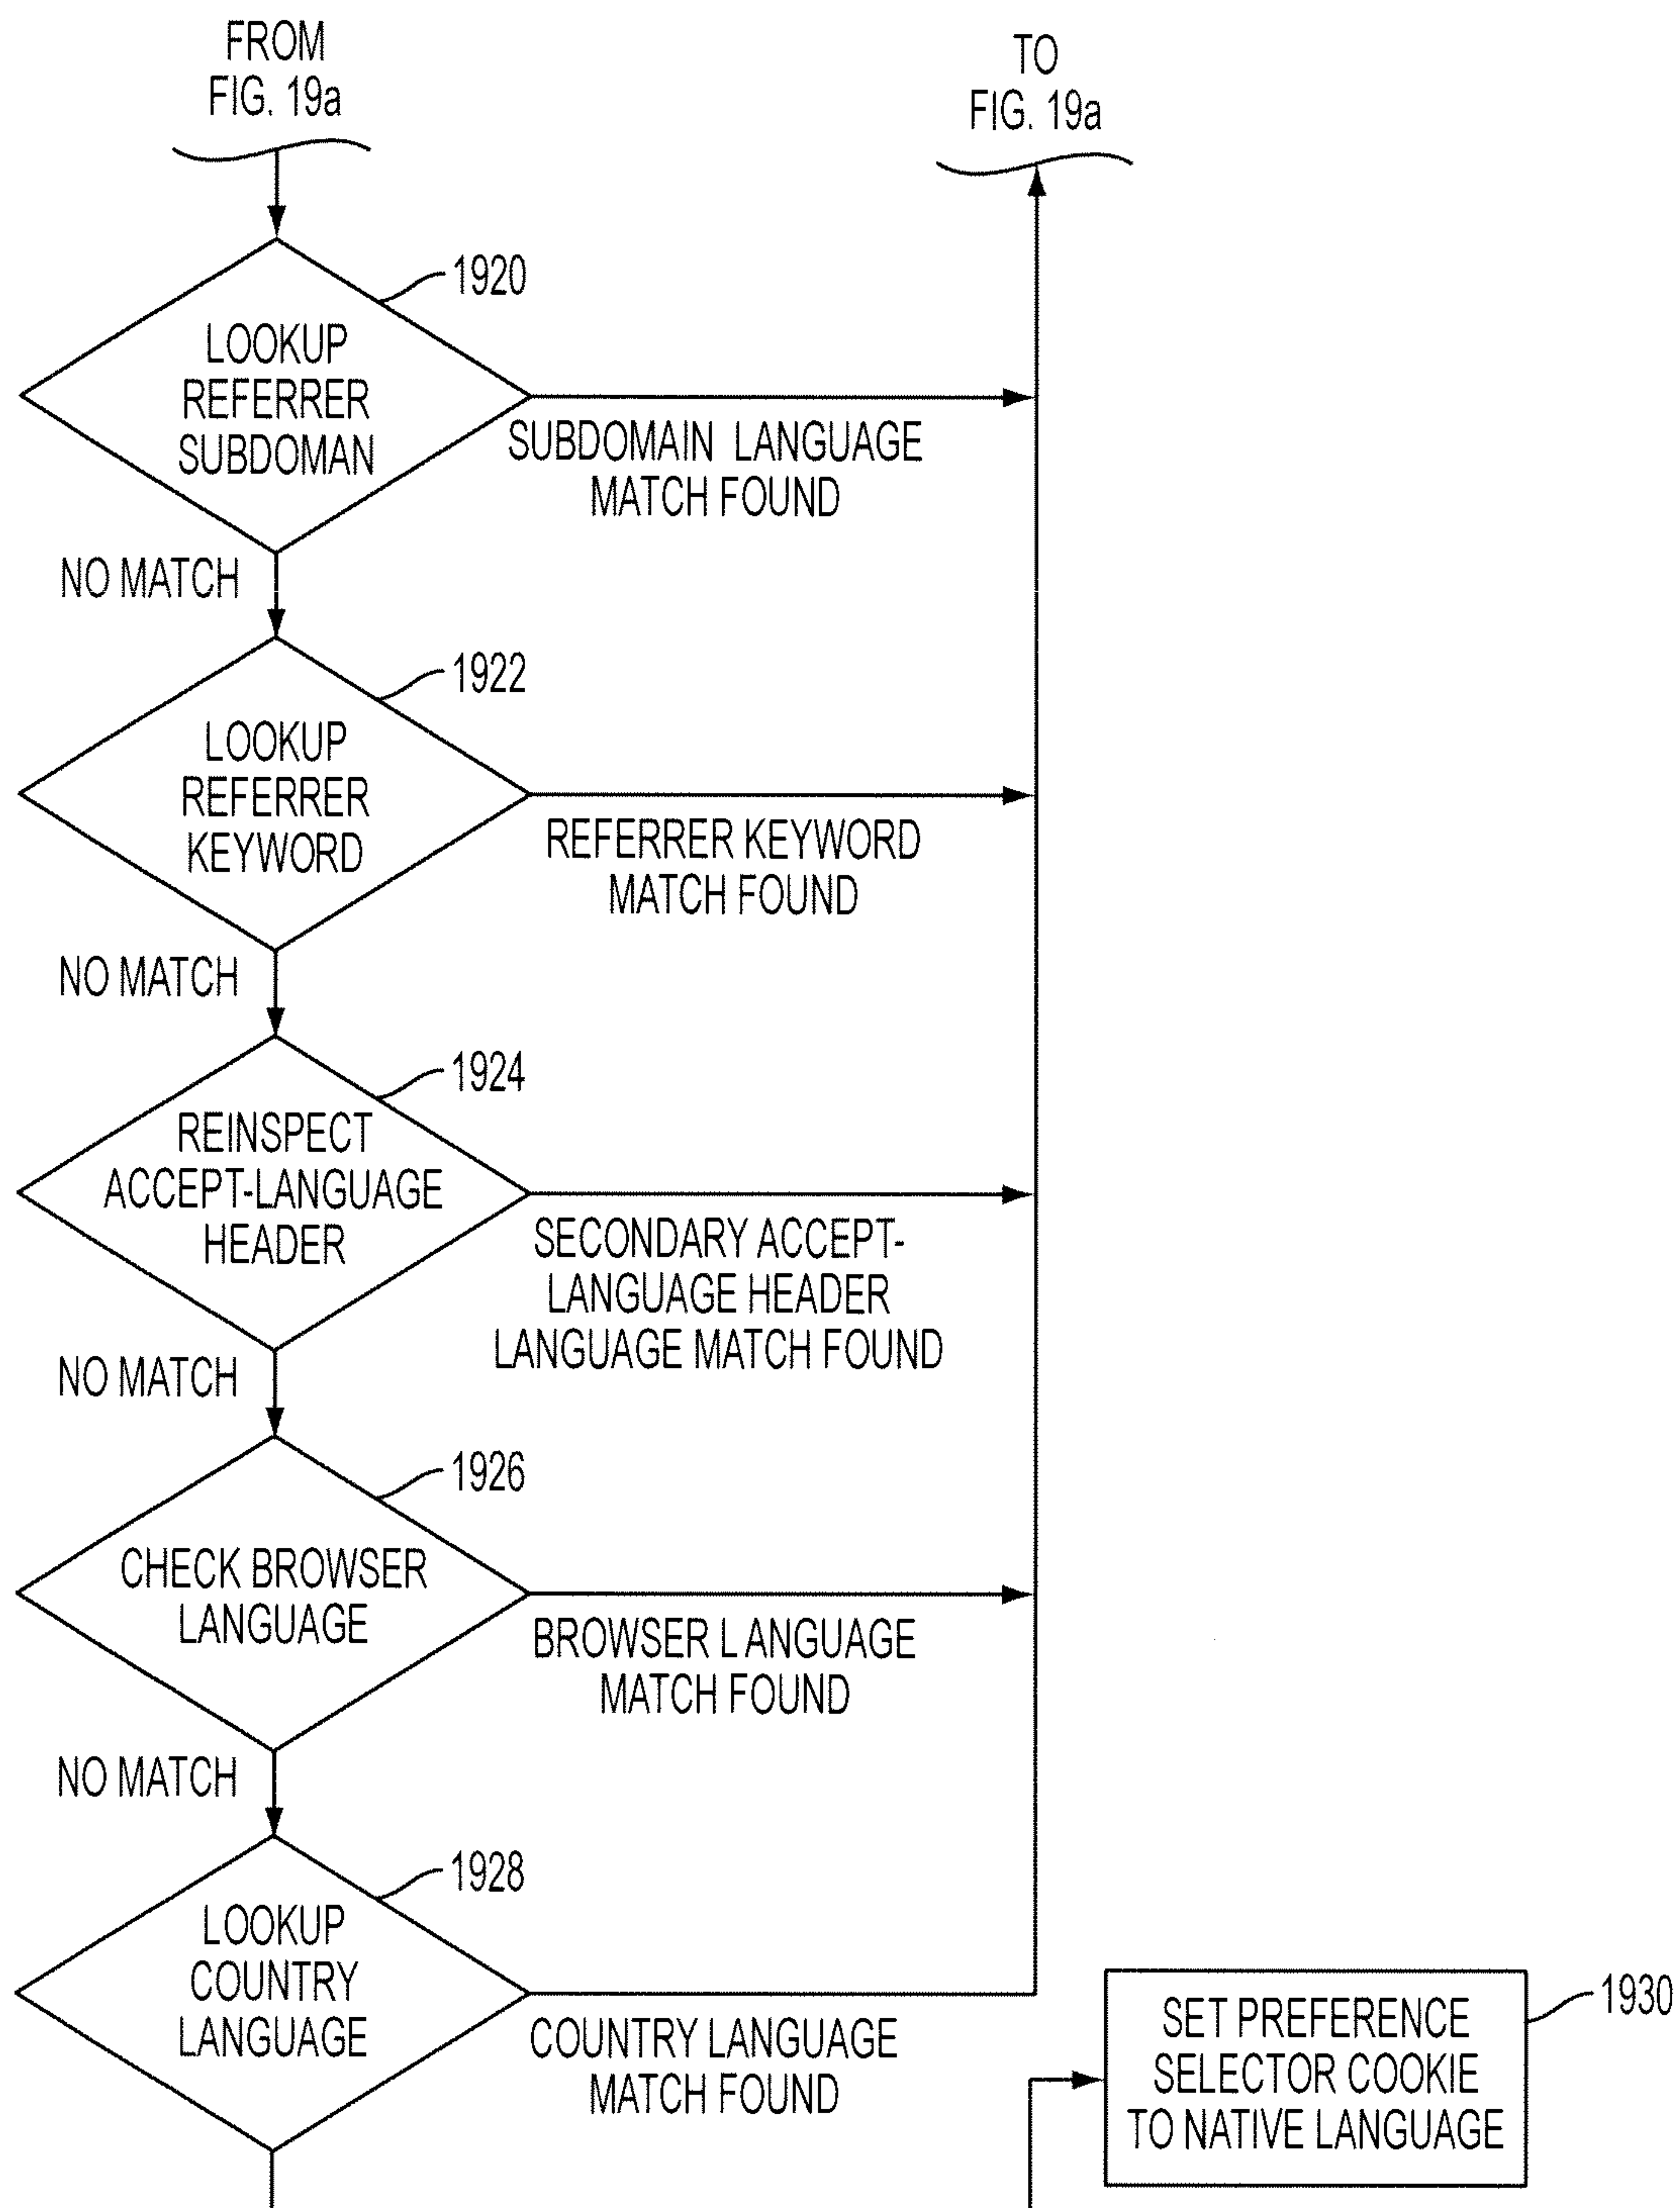 FROM
FIG. 19a
TO
FIG. 19a
1920
LOOKUP
REFERRER
SUBDOMAN
SUBDOMAIN LANGUAGE
MATCH FOUND
NO MATCH
1922
LOOKUP
REFERRER
KEYWORD
REFERRER KEYWORD
MATCH FOUND
NO MATCH
1924
REINSPECT
ACCEPT-LANGUAGE
HEADER
SECONDARY ACCEPT-
LANGUAGE HEADER
LANGUAGE MATCH FOUND
NO MATCH
1926
CHECK BROWSER
LANGUAGE
BROWSER LANGUAGE
MATCH FOUND
NO MATCH
1928
LOOKUP
COUNTRY
LANGUAGE
COUNTRY LANGUAGE
MATCH FOUND
1930
SET PREFERENCE
SELECTOR COOKIE
TO NATIVE LANGUAGE